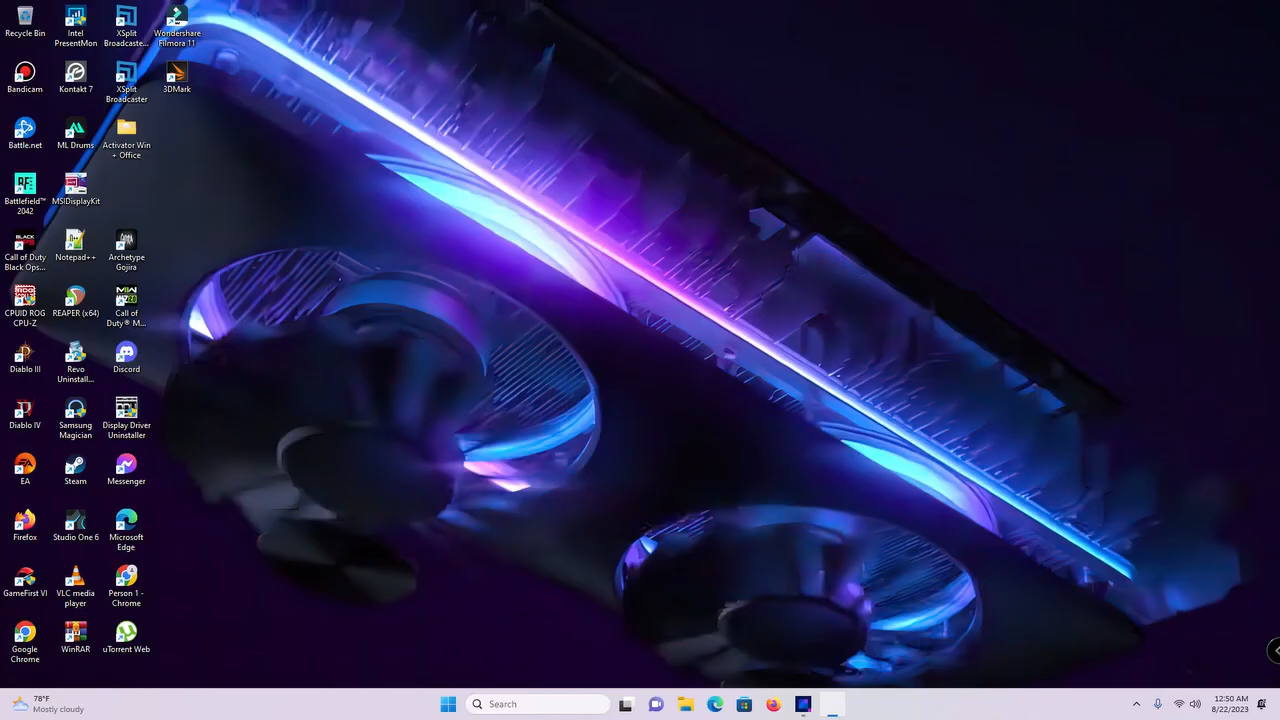 Recycle Bin
Intel
PresentMon
XSplit
Broadcaste...
Wondershare
Filmora 11
Bandicam
Kontakt 7
XSplit
Broadcaster
3DMark
Battle.net
ML Drums
Activator Win
+ Office
Battlefield™
2042
MSIDisplayKit
BLACK
Call of Duty
Black Ops...
Notepad++
Archetype
Gojira
CPUID ROG
CPU-Z
REAPER (x64)
Call of
Duty® M...
Diablo III
Revo
Uninstall...
Discord
Diablo IV
Samsung
Magician
Display Driver
Uninstaller
EA
Steam
Messenger
Firefox
Studio One 6
Microsoft
Edge
GameFirst VI
VLC media
player
Person 1 -
Chrome
Google
Chrome
WinRAR
uTorrent Web
78°F
Mostly cloudy
Search
12:50 AM
8/22/2023